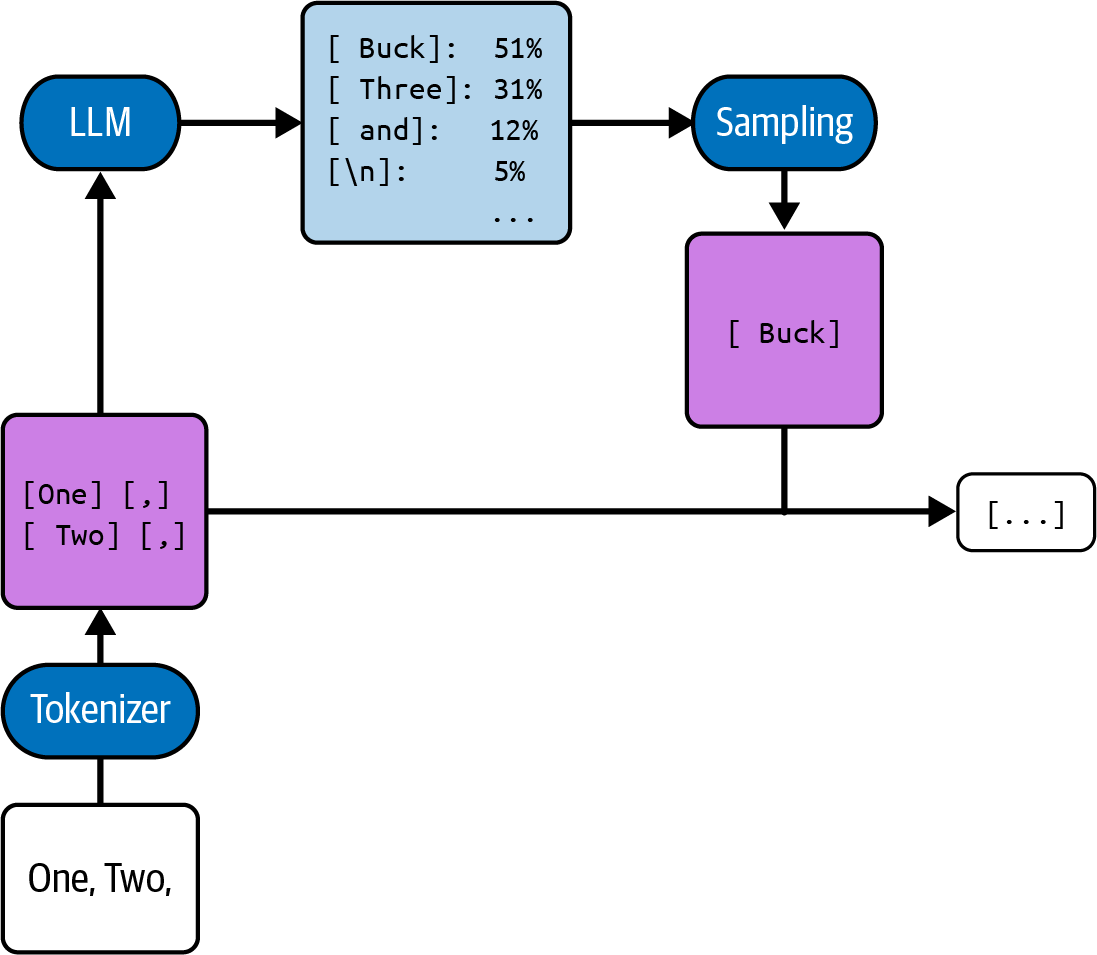 LLM
[ Buck]: 51%
[ Three]: 31%
[ and]: 12%
[\n]: 5%
...
Sampling
[ Buck]
[One] [,]
[ Two] [,]
[...]
Tokenizer
One, Two,